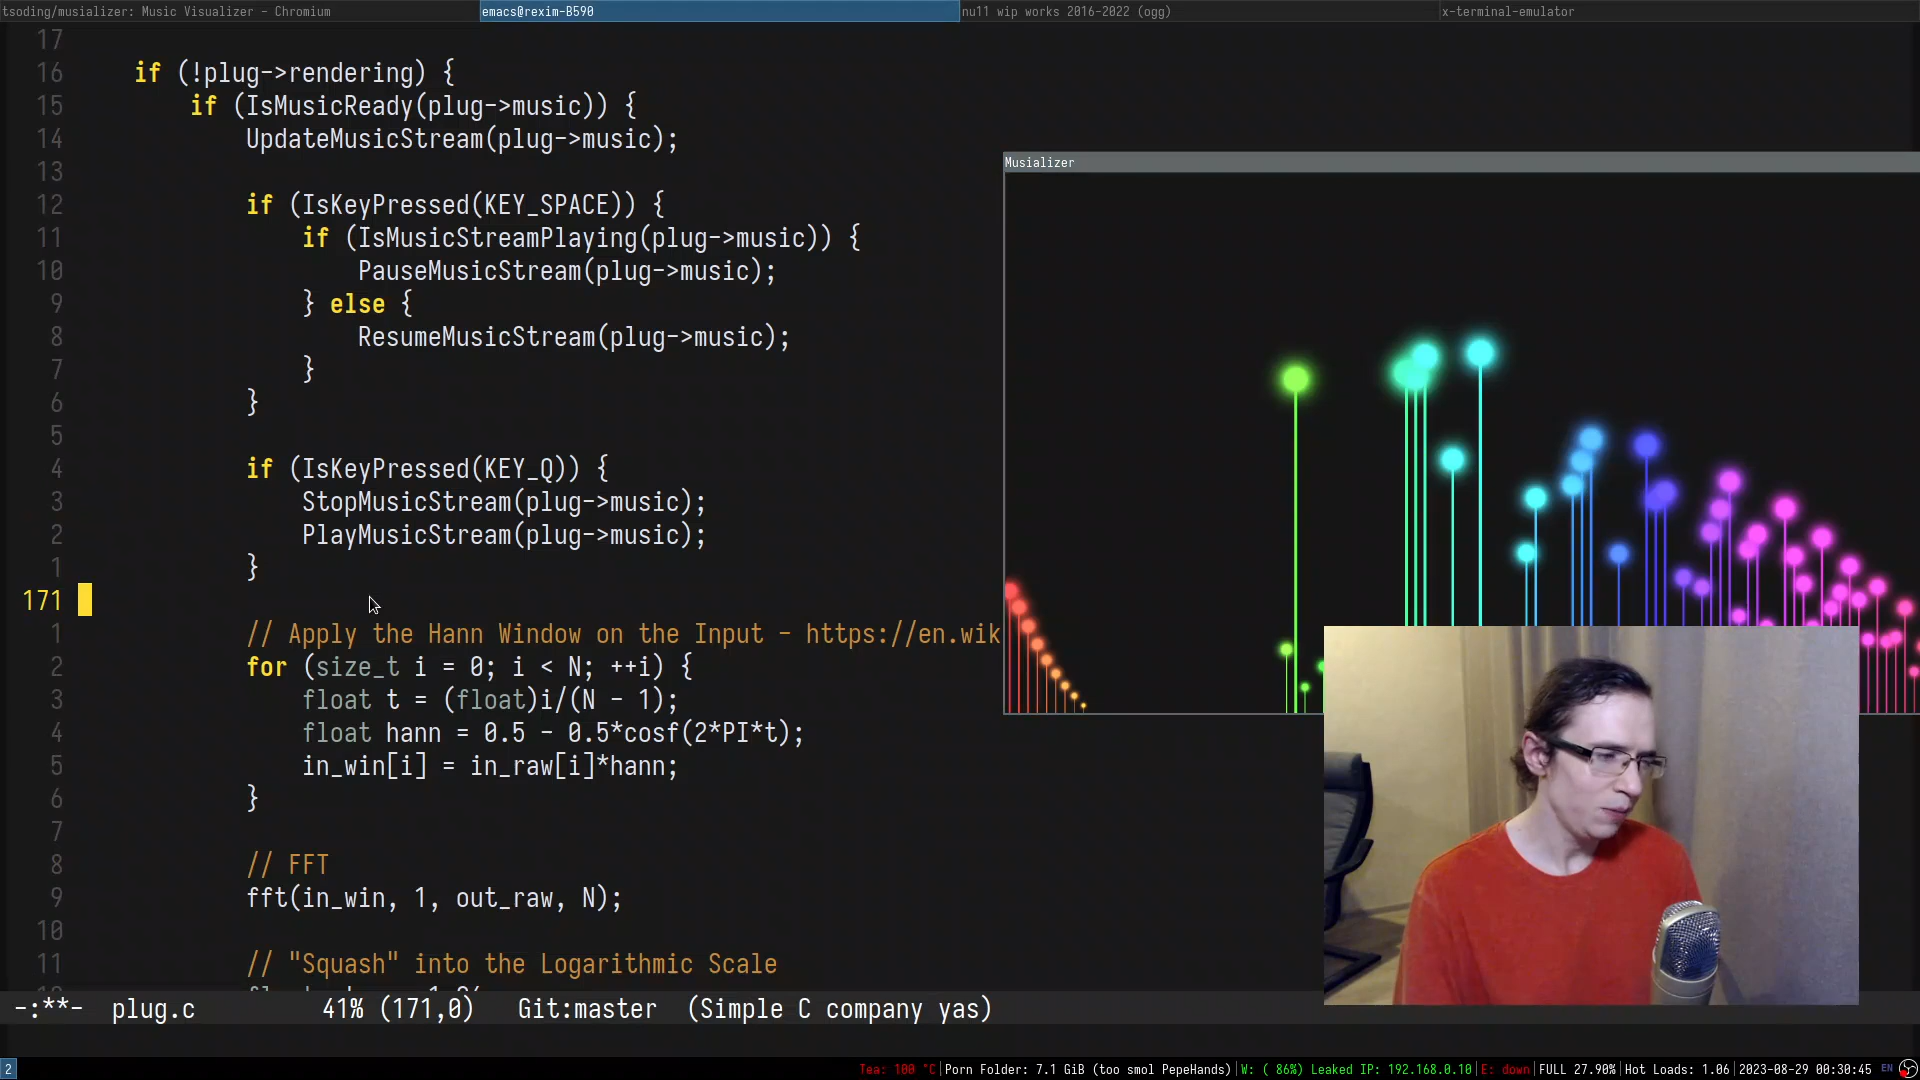 tsoding/musializer: Music Visualizer - Chromium
emacs@rexim-B590
null wip works 2016-2022 (ogg)
x-terminal-emulator
17
16 if (!plug->rendering) {
15 if (IsMusicReady(plug->music)) {
14 UpdateMusicStream(plug->music);
13
12 if (IsKeyPressed(KEY_SPACE)) {
11 if (IsMusicStreamPlaying(plug->music)) {
10 PauseMusicStream(plug->music);
9 } else {
8 ResumeMusicStream(plug->music);
7 }
6 }
5
4 if (IsKeyPressed(KEY_Q)) {
3 StopMusicStream(plug->music);
2 PlayMusicStream(plug->music);
1 }
171
1 // Apply the Hann Window on the Input - https://en.wik
2 for (size_t i = 0; i < N; ++i) {
3 float t = (float)i/(N - 1);
4 float hann = 0.5 - 0.5*cosf(2*PI*t);
5 in_win[i] = in_raw[i]*hann;
6 }
7
8 // FFT
9 fft(in_win, 1, out_raw, N);
10
11 // "Squash" into the Logarithmic Scale
Musializer
-:**- plug.c 41% (171,0) Git:master (Simple C company yas)
2
Tea: 100 °C|Porn Folder: 7.1 GiB (too smol PepeHands)|W: ( 86%) Leaked IP: 192.168.0.10|E: down|FULL 27.90%|Hot Loads: 1.06|2023-08-29 00:30:45 EN